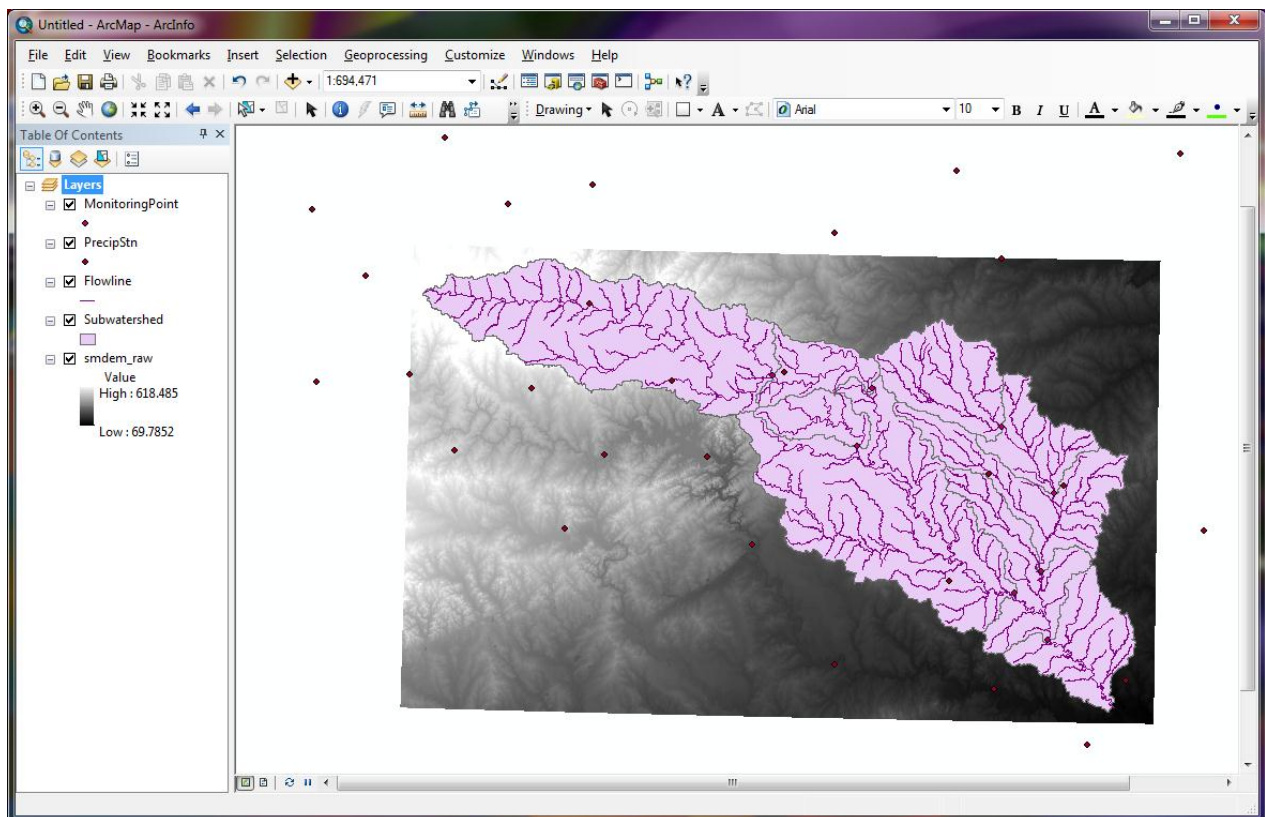 Untitled - ArcMap - ArcInfo
File Edit View Bookmarks Insert Selection Geoprocessing Customize Windows Help
1:694,471
Drawing A Arial 10 B I U A
Table Of Contents
Layers
MonitoringPoint
PrecipStn
Flowline
Subwatershed
smdem_raw
Value
High : 618.485
Low : 69.7852